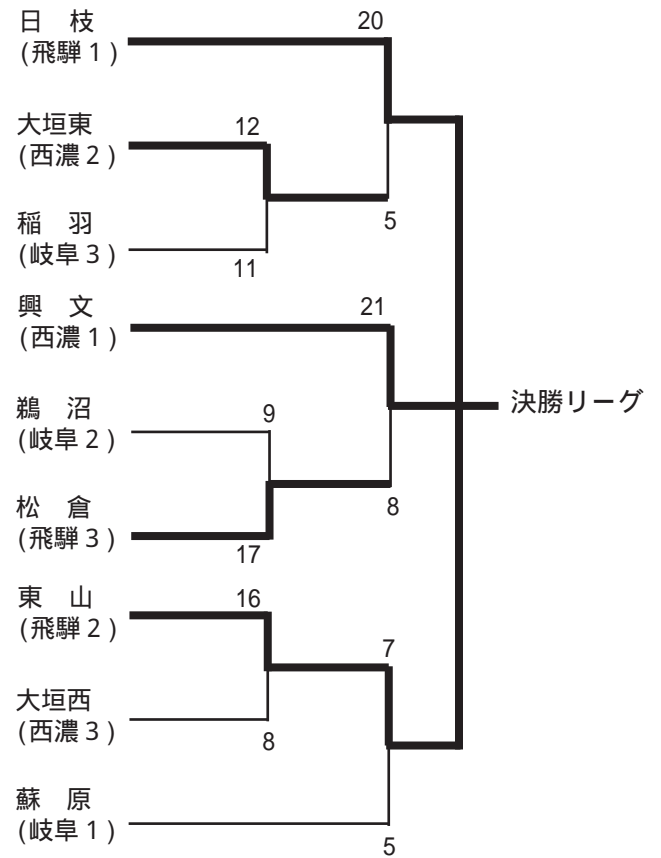 日　枝
20
(飛騨１)
大垣東
12
(西濃２)
5
稲　羽
(岐阜３)
11
興　文
21
(西濃１)
決勝リーグ
鵜　沼
9
(岐阜２)
松　倉
8
(飛騨３)
17
東　山
16
(飛騨２)
7
大垣西
(西濃３)
8
蘇　原
(岐阜１)
5